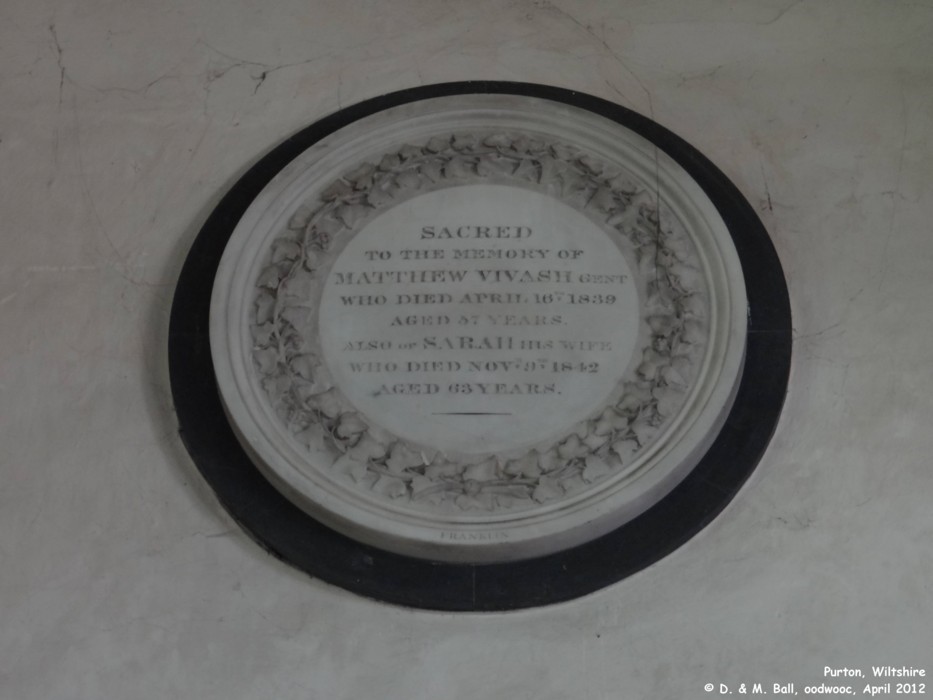 SACRED
TO THE MEMORY OF
MATTHEW VIVASH GENT
WHO DIED APRIL 16TH 1839
AGED 57 YEARS.
ALSO OF SARAH HIS WIFE
WHO DIED NOVR 9TH 1842
AGED 63 YEARS.
FRANKLIN
Purton, Wiltshire
© D. & M. Ball, oodwooc, April 2012